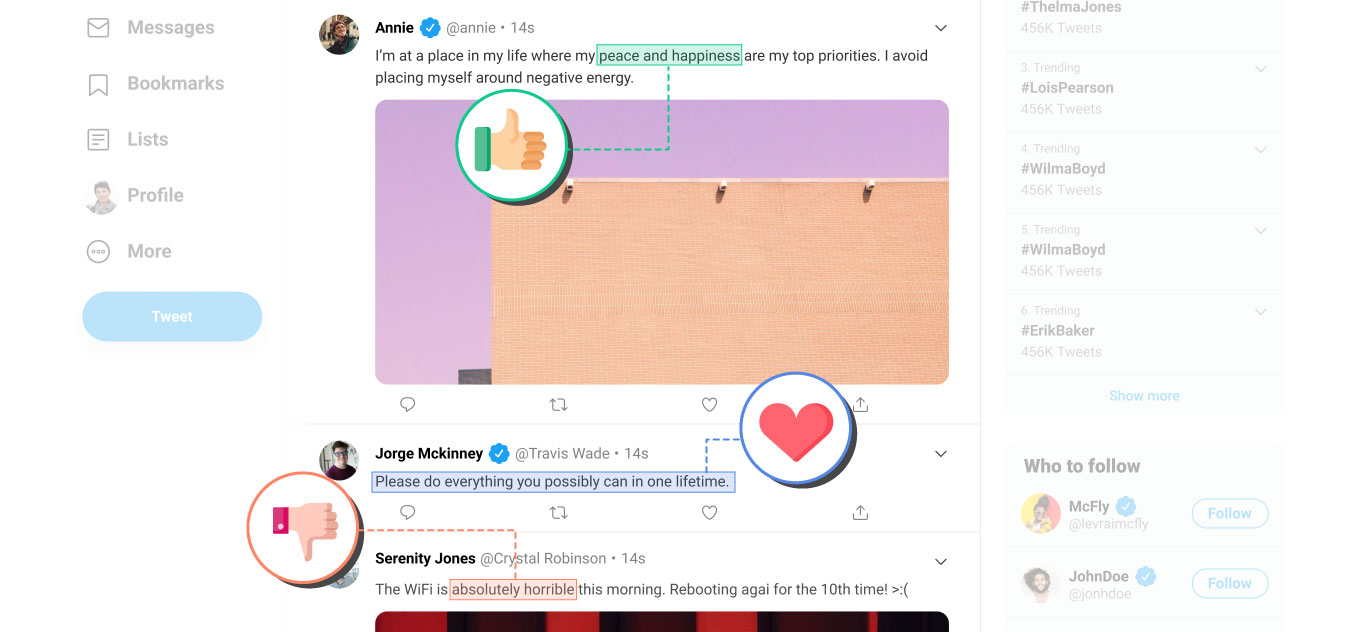 Messages
Bookmarks
Lists
Profile
More
Tweet
Annie @annie • 14s
I’m at a place in my life where my peace and happiness are my top priorities. I avoid
placing myself around negative energy.
Jorge Mckinney @Travis Wade • 14s
Please do everything you possibly can in one lifetime.
Serenity Jones @Crystal Robinson • 14s
The WiFi is absolutely horrible this morning. Rebooting agai for the 10th time! >:(
#ThelmaJones
456K Tweets
3. Trending
#LoisPearson
456K Tweets
4. Trending
#WilmaBoyd
456K Tweets
5. Trending
#WilmaBoyd
456K Tweets
6. Trending
#ErikBaker
456K Tweets
Show more
Who to follow
McFly
@levraimcfly
Follow
JohnDoe
@jonhdoe
Follow